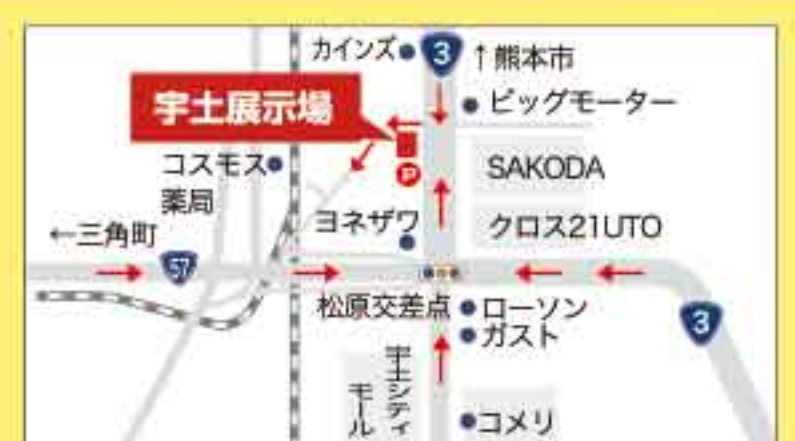 カインズ
3
↑熊本市
宇土展示場
ビッグモーター
コスモス
薬局
P
SAKODA
ヨネザワ
クロス21UTO
←三角町
57
松原交差点
ローソン
ガスト
3
宇土シティ
モール
コメリ